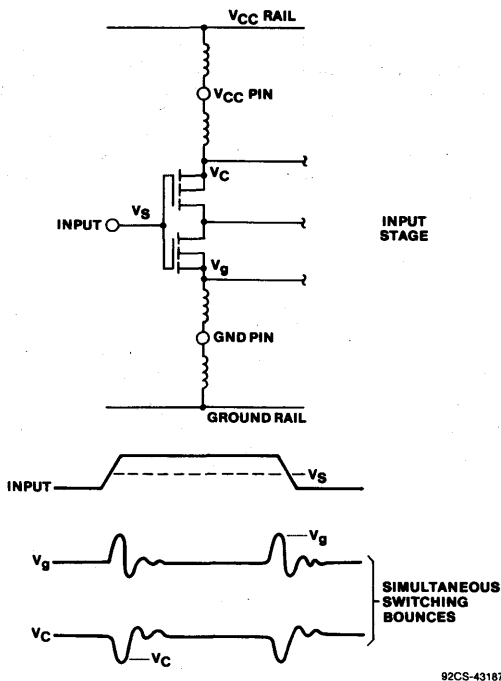 VCC RAIL
VCC PIN
VC
VS
INPUT
INPUT
STAGE
Vg
GND PIN
GROUND RAIL
VS
INPUT
Vg
Vg
SIMULTANEOUS
SWITCHING
BOUNCES
VC
VC
92CS-43187